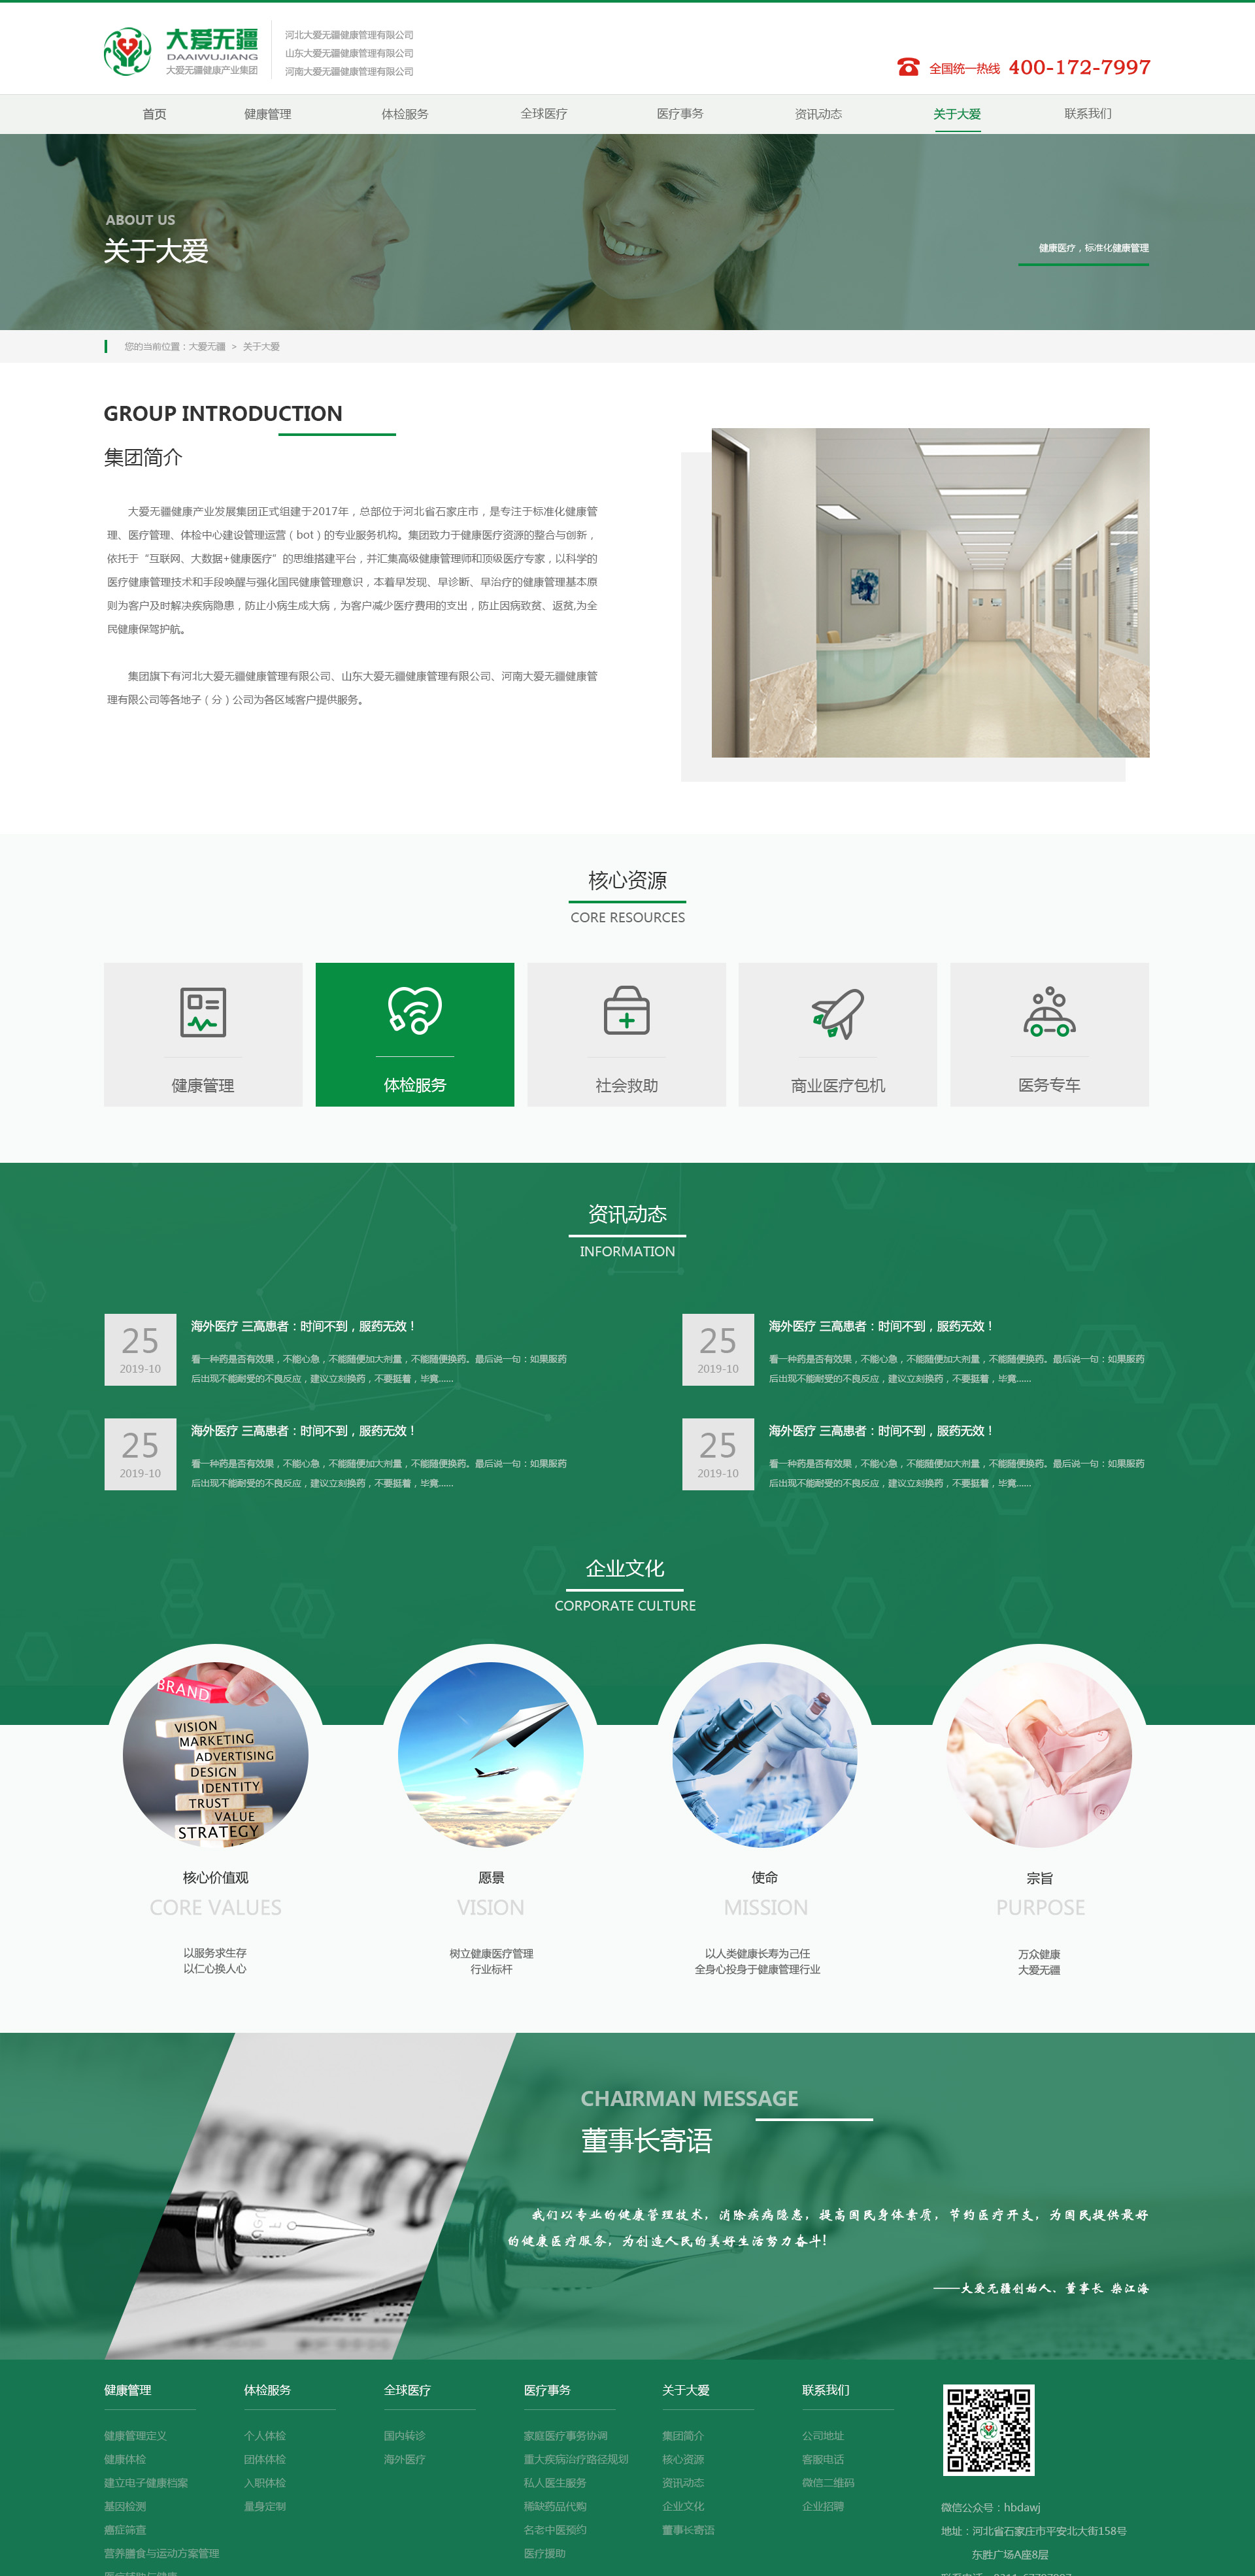 大爱无疆
DAAIWUJIANG
大爱无疆健康产业集团
河北大爱无疆健康管理有限公司
山东大爱无疆健康管理有限公司
河南大爱无疆健康管理有限公司
全国统一热线 400-172-7997
首页 健康管理 体检服务 全球医疗 医疗事务 资讯动态 关于大爱 联系我们
ABOUT US
关于大爱
健康医疗，标准化健康管理
您的当前位置：大爱无疆 > 关于大爱
GROUP INTRODUCTION
集团简介
大爱无疆健康产业发展集团正式组建于2017年，总部位于河北省石家庄市，是专注于标准化健康管
理、医疗管理、体检中心建设管理运营（bot）的专业服务机构。集团致力于健康医疗资源的整合与创新，
依托于“互联网、大数据+健康医疗”的思维搭建平台，并汇集高级健康管理师和顶级医疗专家，以科学的
医疗健康管理技术和手段唤醒与强化国民健康管理意识，本着早发现、早诊断、早治疗的健康管理基本原
则为客户及时解决疾病隐患，防止小病生成大病，为客户减少医疗费用的支出，防止因病致贫、返贫,为全
民健康保驾护航。
集团旗下有河北大爱无疆健康管理有限公司、山东大爱无疆健康管理有限公司、河南大爱无疆健康管
理有限公司等各地子（分）公司为各区域客户提供服务。
核心资源
CORE RESOURCES
健康管理 体检服务 社会救助 商业医疗包机 医务专车
资讯动态
INFORMATION
25
2019-10
海外医疗 三高患者：时间不到，服药无效！
看一种药是否有效果，不能心急，不能随便加大剂量，不能随便换药。最后说一句：如果服药
后出现不能耐受的不良反应，建议立刻换药，不要挺着，毕竟......
25
2019-10
海外医疗 三高患者：时间不到，服药无效！
看一种药是否有效果，不能心急，不能随便加大剂量，不能随便换药。最后说一句：如果服药
后出现不能耐受的不良反应，建议立刻换药，不要挺着，毕竟......
25
2019-10
海外医疗 三高患者：时间不到，服药无效！
看一种药是否有效果，不能心急，不能随便加大剂量，不能随便换药。最后说一句：如果服药
后出现不能耐受的不良反应，建议立刻换药，不要挺着，毕竟......
25
2019-10
海外医疗 三高患者：时间不到，服药无效！
看一种药是否有效果，不能心急，不能随便加大剂量，不能随便换药。最后说一句：如果服药
后出现不能耐受的不良反应，建议立刻换药，不要挺着，毕竟......
企业文化
CORPORATE CULTURE
BRAND
VISION
MARKETING
ADVERTISING
DESIGN
IDENTITY
TRUST
VALUE
STRATEGY
核心价值观
CORE VALUES
以服务求生存
以仁心换人心
愿景
VISION
树立健康医疗管理
行业标杆
使命
MISSION
以人类健康长寿为己任
全身心投身于健康管理行业
宗旨
PURPOSE
万众健康
大爱无疆
CHAIRMAN MESSAGE
董事长寄语
我们以专业的健康管理技术，消除疾病隐患，提高国民身体素质，节约医疗开支，为国民提供最好
的健康医疗服务，为创造人民的美好生活努力奋斗!
——大爱无疆创始人、董事长 柴江海
健康管理
健康管理定义
健康体检
建立电子健康档案
基因检测
癌症筛查
营养膳食与运动方案管理
体检服务
个人体检
团体体检
入职体检
量身定制
全球医疗
国内转诊
海外医疗
医疗事务
家庭医疗事务协调
重大疾病治疗路径规划
私人医生服务
稀缺药品代购
名老中医预约
医疗援助
关于大爱
集团简介
核心资源
资讯动态
企业文化
董事长寄语
联系我们
公司地址
客服电话
微信二维码
企业招聘
微信公众号：hbdawj
地址：河北省石家庄市平安北大街158号
东胜广场A座8层